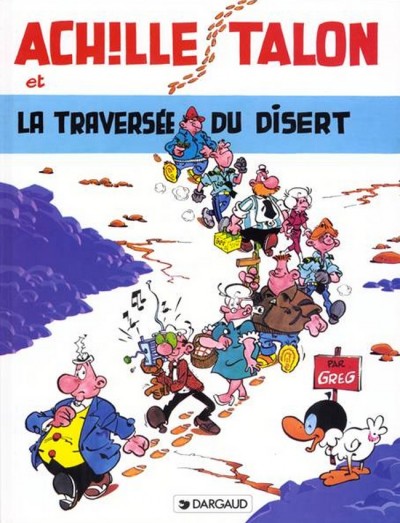 ACH!LLE TALON
et
LA TRAVERSÉE DU DISERT
PAR
GREG
DARGAUD